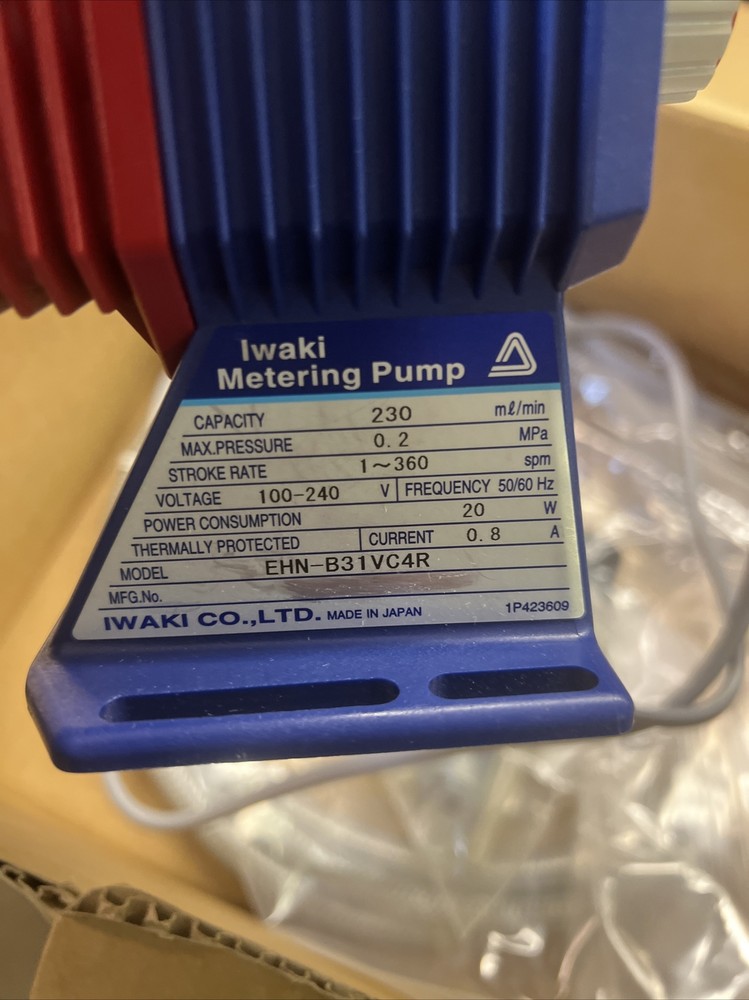 Iwaki
Metering Pump
CAPACITY 230 mℓ/min
MAX.PRESSURE 0.2 MPa
STROKE RATE 1~360 spm
VOLTAGE 100-240 V FREQUENCY 50/60 Hz
POWER CONSUMPTION 20 W
THERMALLY PROTECTED CURRENT 0.8 A
MODEL EHN-B31VC4R
MFG.No.
IWAKI CO.,LTD. MADE IN JAPAN 1P423609